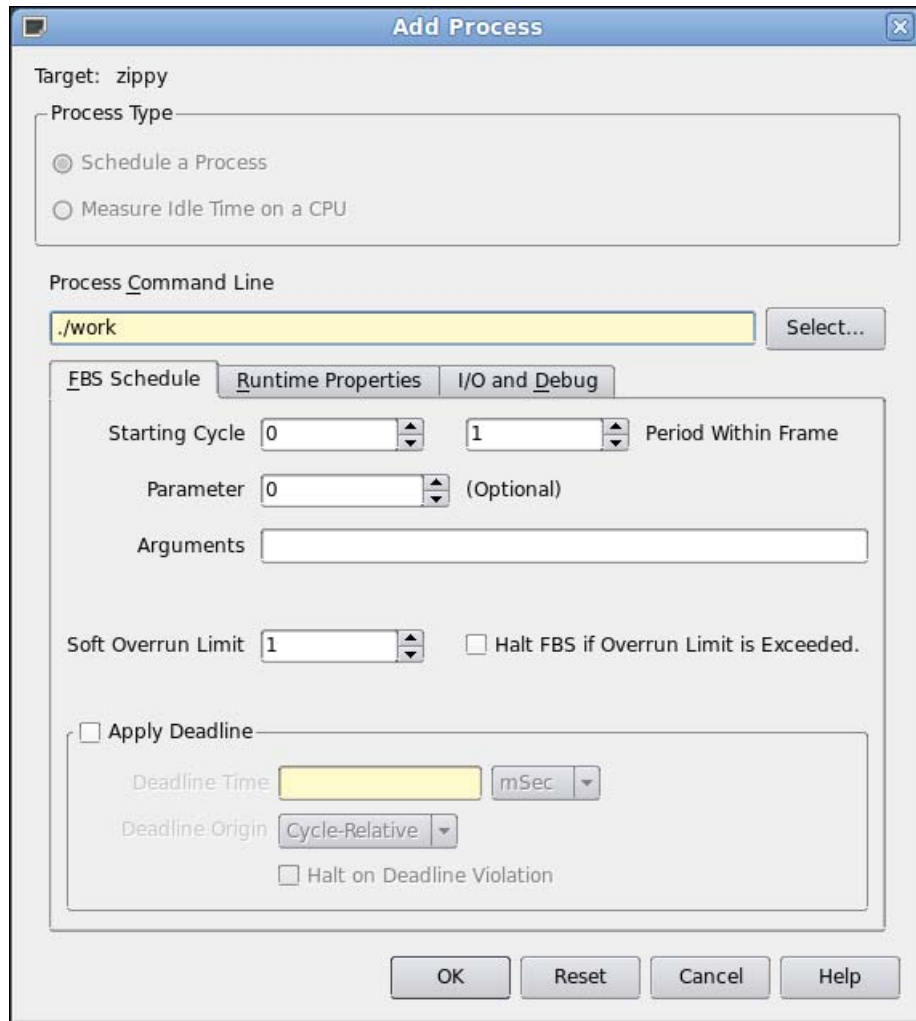 Add Process
Target: zippy
Process Type
Schedule a Process
Measure Idle Time on a CPU
Process Command Line
./work
Select...
FBS Schedule
Runtime Properties
I/O and Debug
Starting Cycle 0 1 Period Within Frame
Parameter 0 (Optional)
Arguments
Soft Overrun Limit 1 Halt FBS if Overrun Limit is Exceeded.
Apply Deadline
Deadline Time mSec
Deadline Origin Cycle-Relative
Halt on Deadline Violation
OK Reset Cancel Help